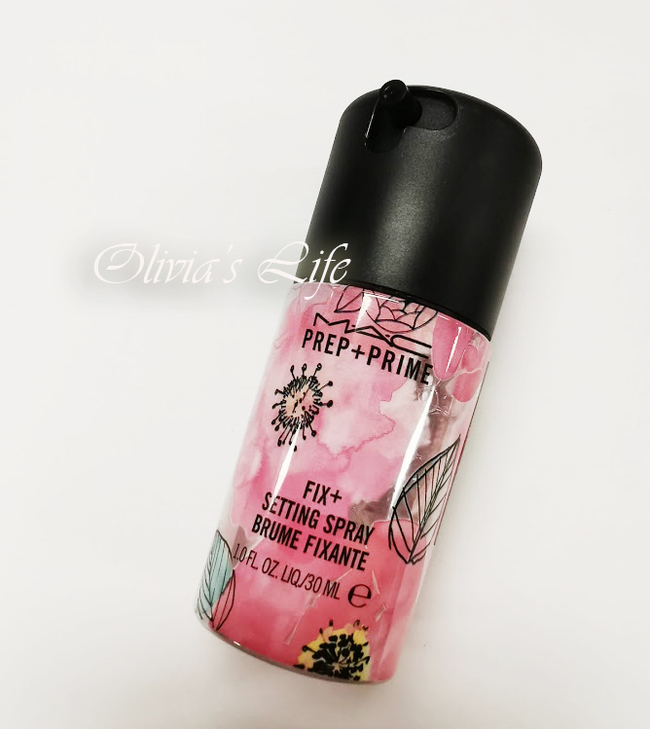 Olivia's Life
MAC
PREP+PRIME
FIX+
SETTING SPRAY
BRUME FIXANTE
1.0 FL. OZ. LIQ./30 ML e